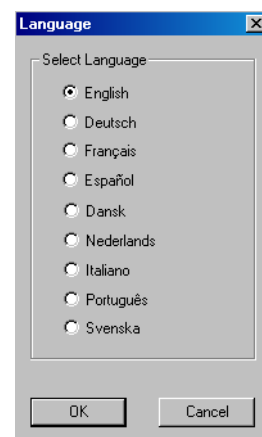 Language
Select Language
English
Deutsch
Français
Español
Dansk
Nederlands
Italiano
Português
Svenska
OK Cancel